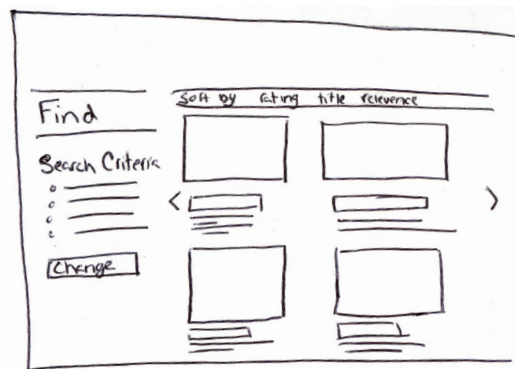 Find
Search Criteria
Change
Sort by rating title relevence
<
>